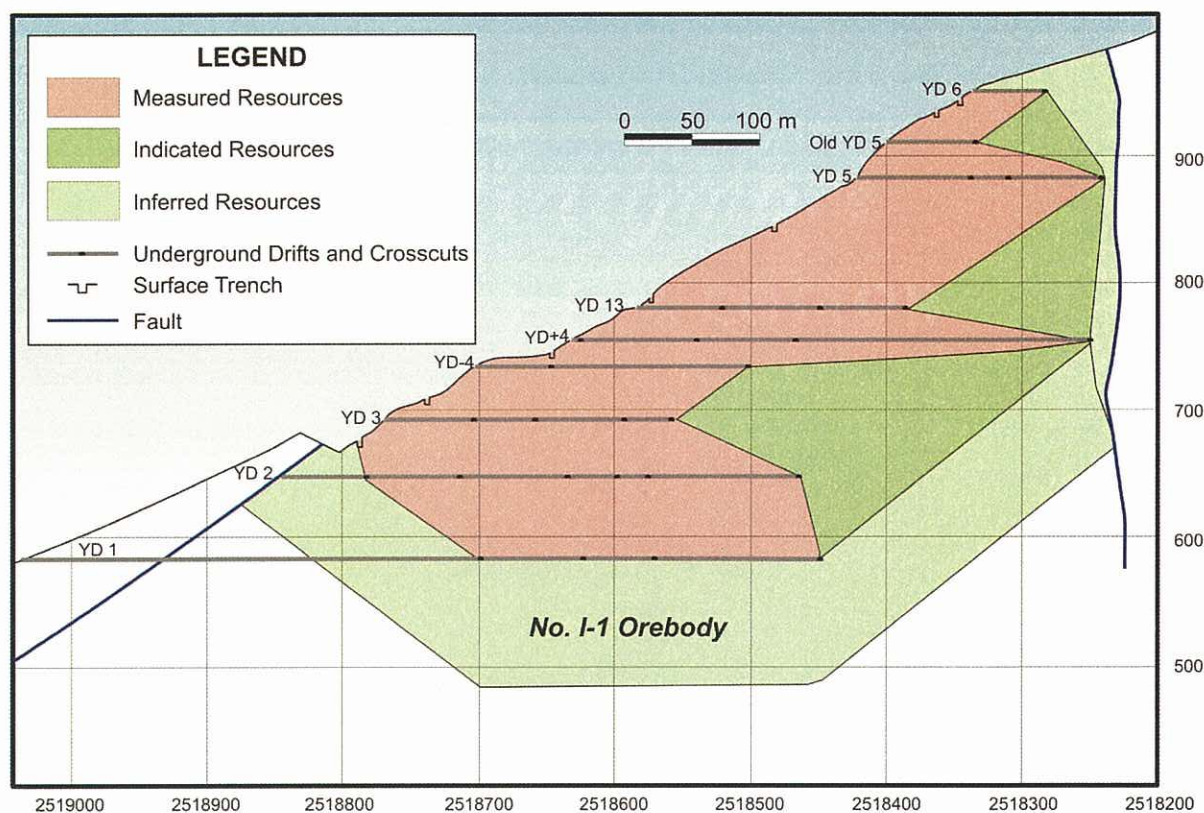 LEGEND
Measured Resources
Indicated Resources
Inferred Resources
Underground Drifts and Crosscuts
Surface Trench
Fault
0 50 100 m
YD 6
Old YD 5
YD 5
YD 13
YD+4
YD-4
YD 3
YD 2
YD 1
No. I-1 Orebody
900
800
700
600
500
2519000 2518900 2518800 2518700 2518600 2518500 2518400 2518300 2518200